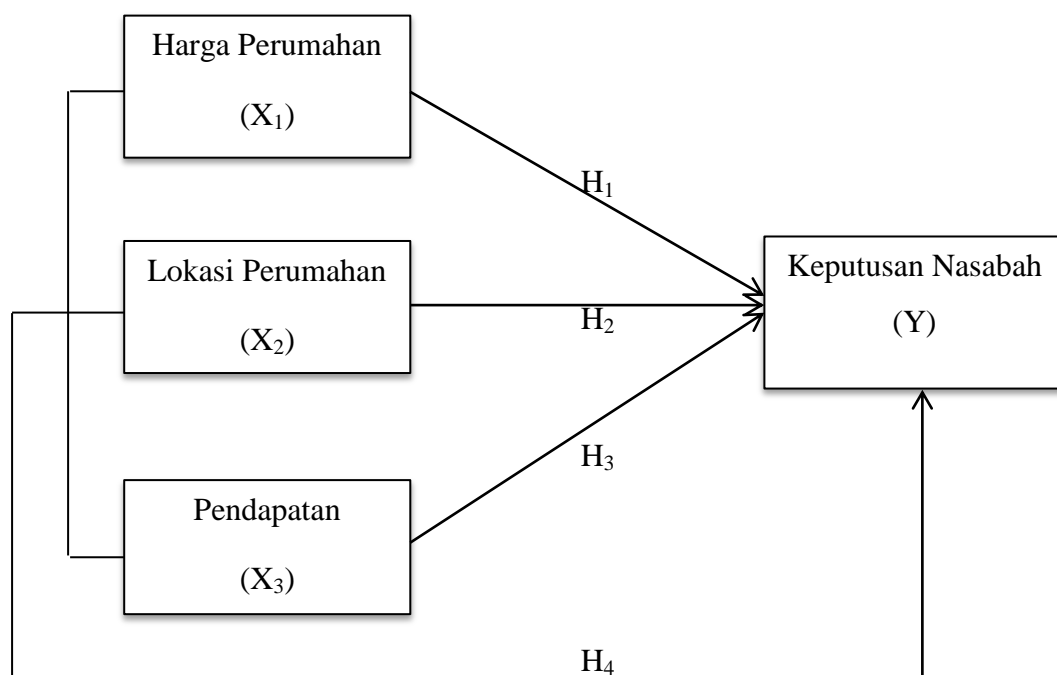 Harga Perumahan
(X₁)
H₁
Lokasi Perumahan
(X₂)
H₂
Keputusan Nasabah
(Y)
H₃
Pendapatan
(X₃)
H₄